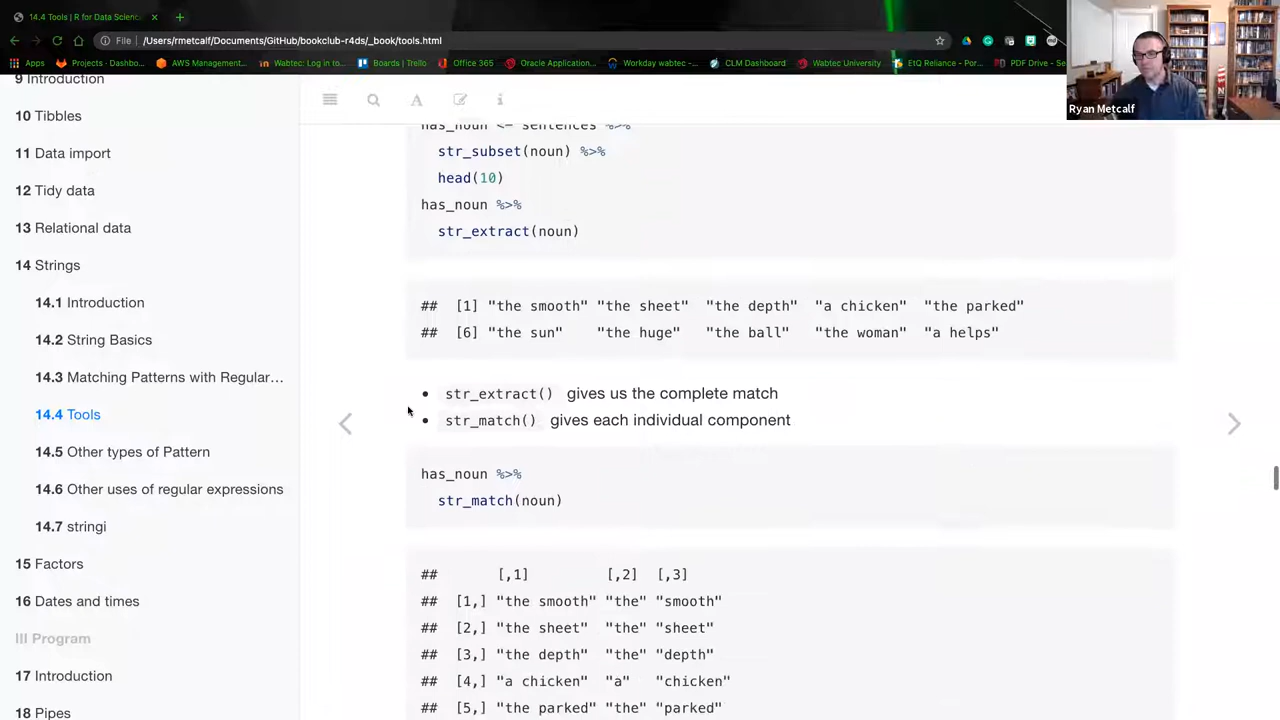 14.4 Tools | R for Data Scienc
File /Users/rmetcalf/Documents/GitHub/bookclub-r4ds/_book/tools.html
Apps Projects - Dashbo... AWS Management... Wabtec: Log in to... Boards | Trello Office 365 Oracle Application... Workday wabtec -... CLM Dashboard Wabtec University EtQ Reliance - Por... PDF Drive - Se
Ryan Metcalf
9 Introduction
10 Tibbles
11 Data import
12 Tidy data
13 Relational data
14 Strings
14.1 Introduction
14.2 String Basics
14.3 Matching Patterns with Regular...
14.4 Tools
14.5 Other types of Pattern
14.6 Other uses of regular expressions
14.7 stringi
15 Factors
16 Dates and times
III Program
17 Introduction
18 Pipes
has_noun <- sentences %>%
str_subset(noun) %>%
head(10)
has_noun %>%
str_extract(noun)
## [1] "the smooth" "the sheet" "the depth" "a chicken" "the parked"
## [6] "the sun" "the huge" "the ball" "the woman" "a helps"
• str_extract() gives us the complete match
• str_match() gives each individual component
has_noun %>%
str_match(noun)
## [,1] [,2] [,3]
## [1,] "the smooth" "the" "smooth"
## [2,] "the sheet" "the" "sheet"
## [3,] "the depth" "the" "depth"
## [4,] "a chicken" "a" "chicken"
## [5,] "the parked" "the" "parked"